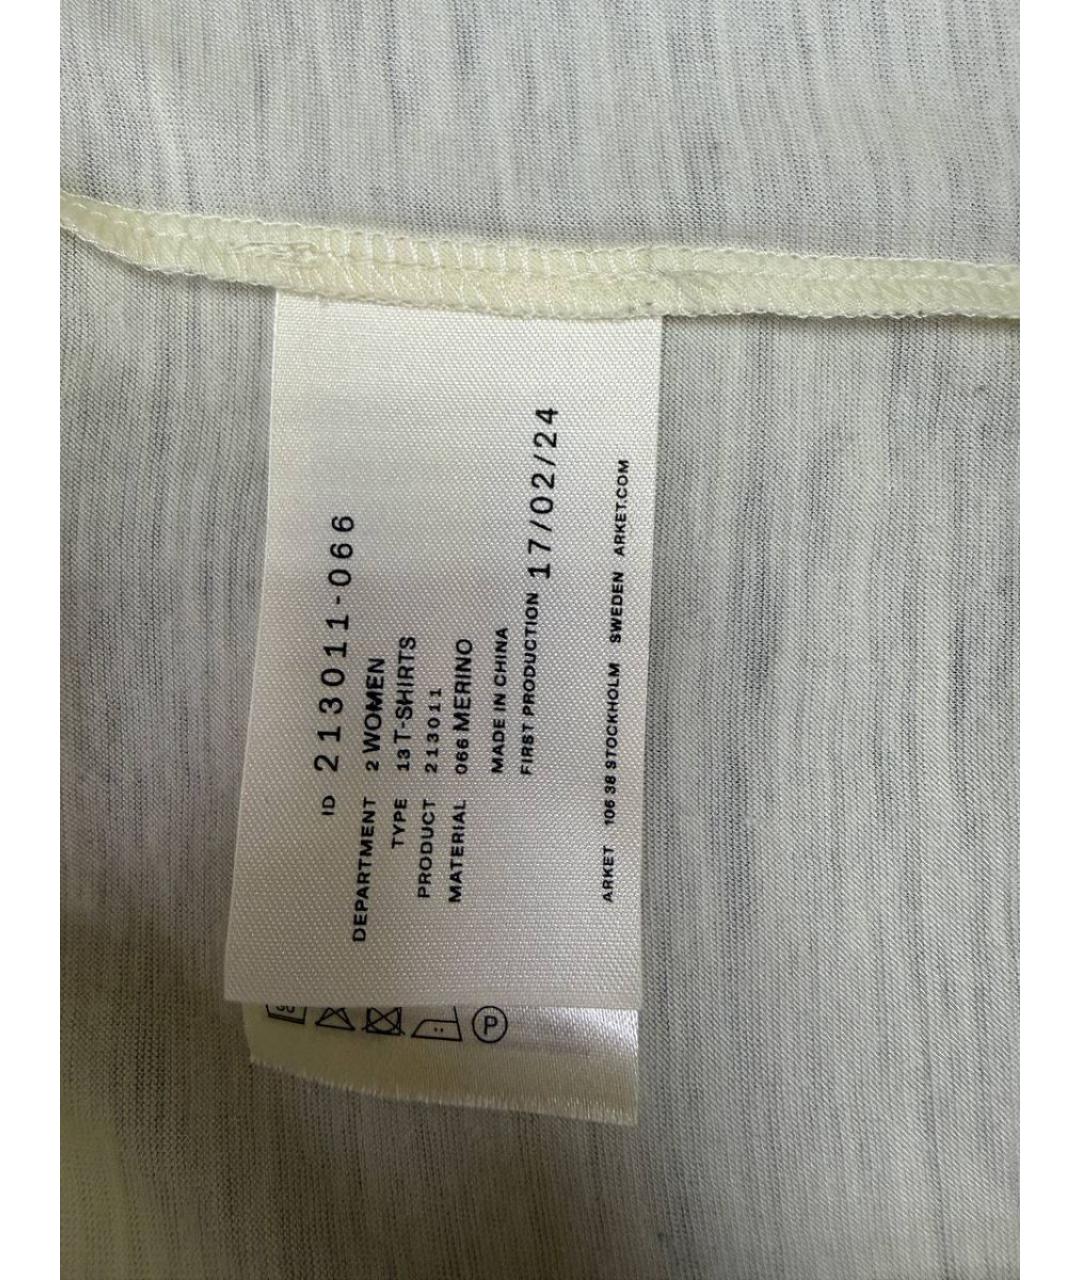 ID 213011-066
DEPARTMENT 2 WOMEN
TYPE 13 T-SHIRTS
PRODUCT 213011
MATERIAL 066 MERINO
MADE IN CHINA
FIRST PRODUCTION 17/02/24
ARKET 106 38 STOCKHOLM SWEDEN ARKET.COM
P